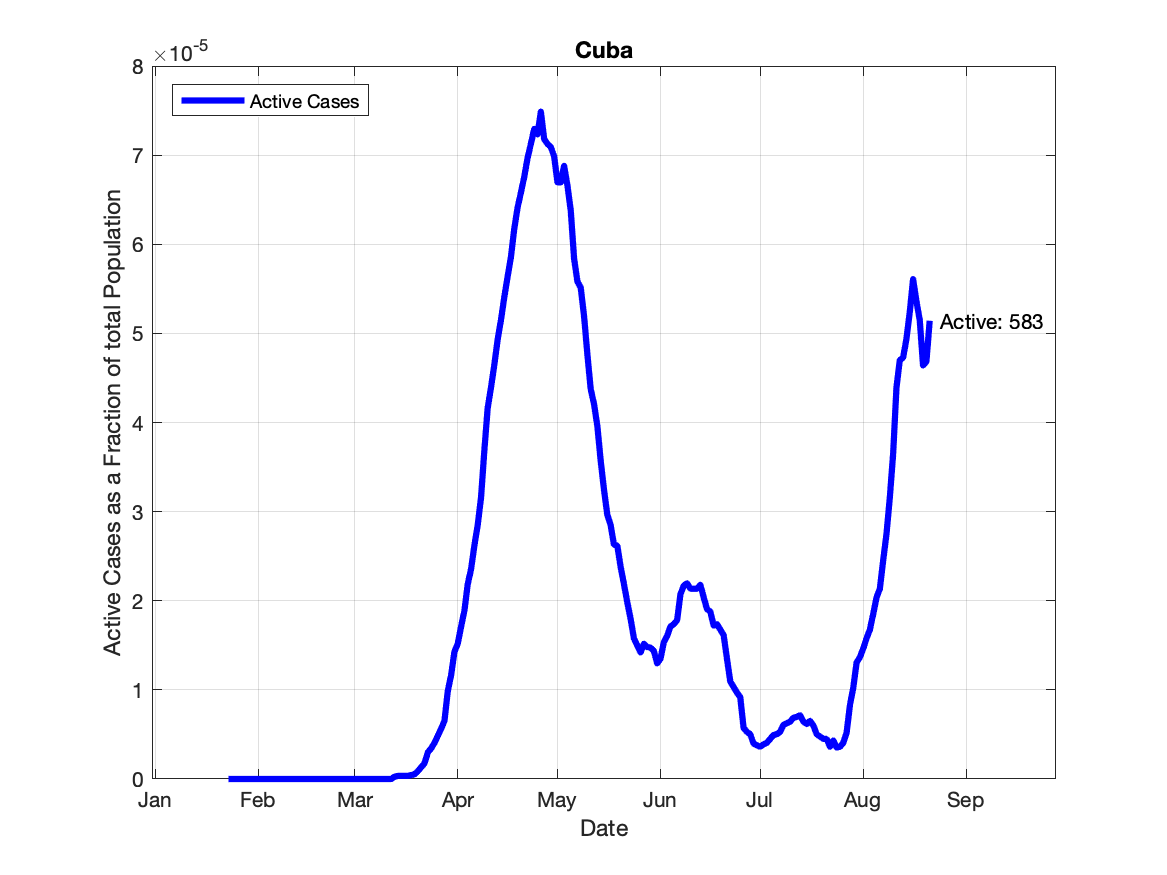 Cuba
×10⁻⁵
Active Cases
8
7
6
5
4
3
2
1
0
Active Cases as a Fraction of total Population
Active: 583
Jan Feb Mar Apr May Jun Jul Aug Sep
Date